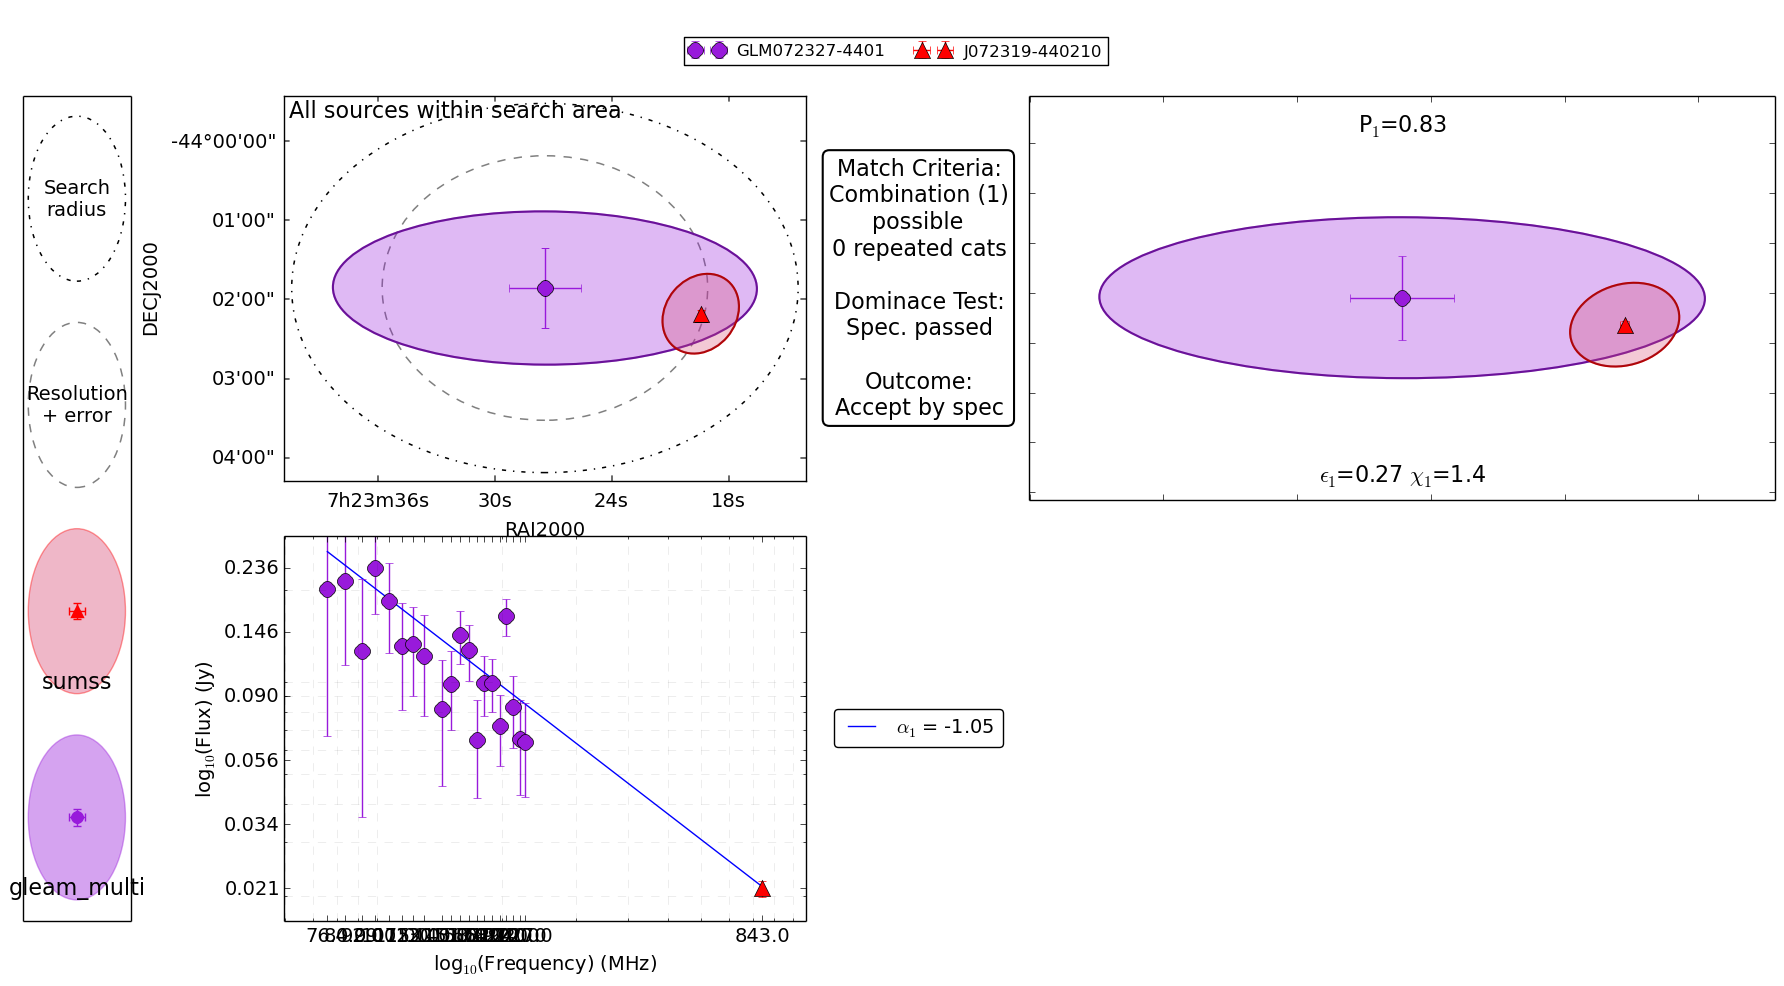 GLM072327-4401 J072319-440210
Search
radius
Resolution
+ error
sumss
gleam_multi
All sources within search area
DECJ2000
-44°00'00"
01'00"
02'00"
03'00"
04'00"
7h23m36s 30s 24s 18s
RAJ2000
Match Criteria:
Combination (1)
possible
0 repeated cats
Dominace Test:
Spec. passed
Outcome:
Accept by spec
P1=0.83
ϵ1=0.27 χ1=1.4
log10(Flux) (Jy)
0.236
0.146
0.090
0.056
0.034
0.021
843.0
log10(Frequency) (MHz)
α1 = -1.05